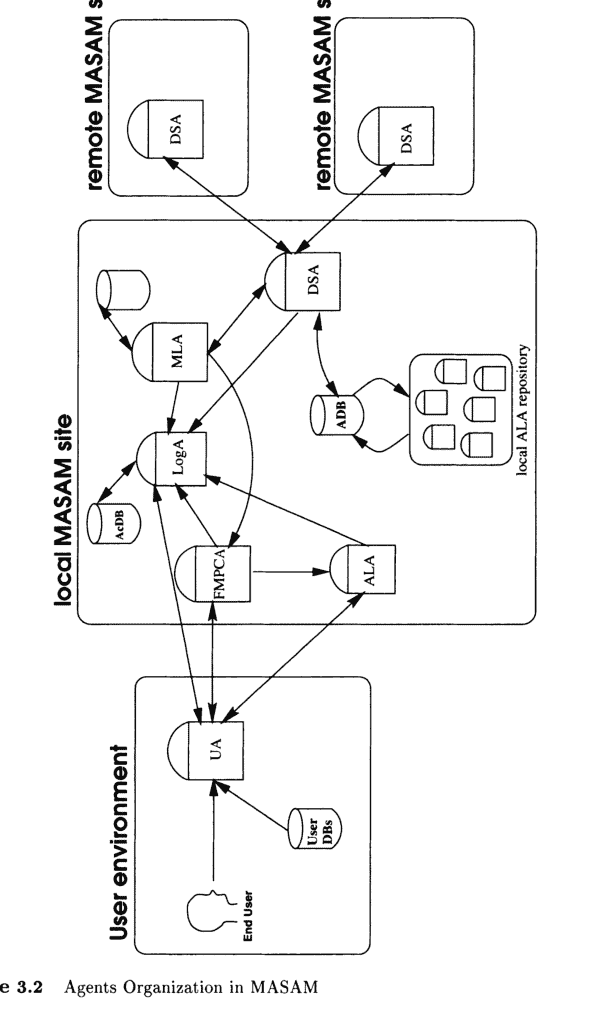 remote MASAM s
DSA
remote MASAM s
DSA
local MASAM site
AcDB
LogA
MLA
DSA
FMPCA
ALA
ADB
local ALA repository
User environment
UA
User
DBs
End User
e 3.2 Agents Organization in MASAM